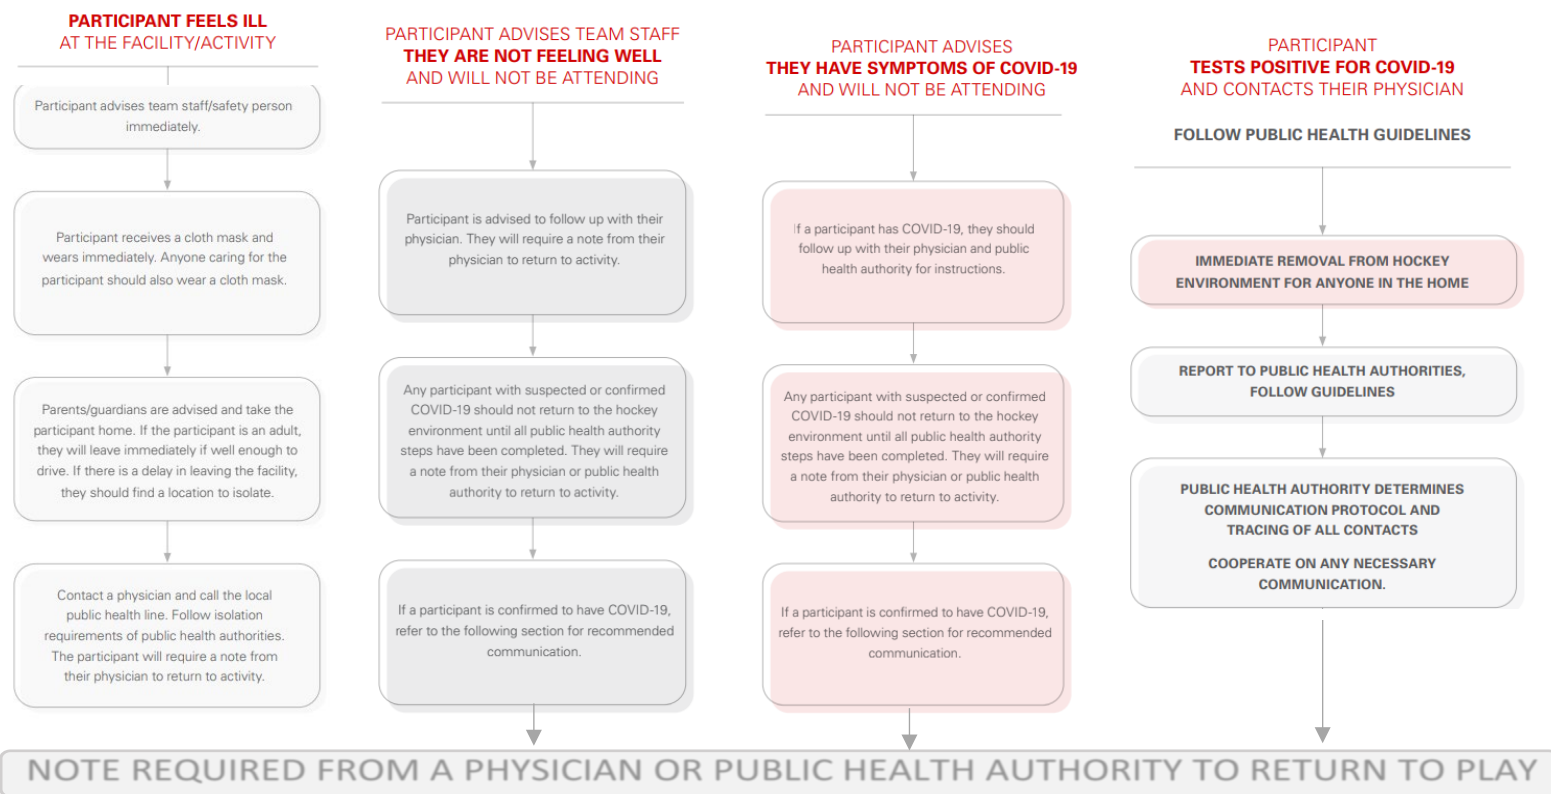 PARTICIPANT FEELS ILL
AT THE FACILITY/ACTIVITY
Participant advises team staff/safety person
immediately.
Participant receives a cloth mask and
wears immediately. Anyone caring for the
participant should also wear a cloth mask.
Parents/guardians are advised and take the
participant home. If the participant is an adult,
they will leave immediately if well enough to
drive. If there is a delay in leaving the facility,
they should find a location to isolate.
Contact a physician and call the local
public health line. Follow isolation
requirements of public health authorities.
The participant will require a note from
their physician to return to activity.
PARTICIPANT ADVISES TEAM STAFF
THEY ARE NOT FEELING WELL
AND WILL NOT BE ATTENDING
Participant is advised to follow up with their
physician. They will require a note from their
physician to return to activity.
Any participant with suspected or confirmed
COVID-19 should not return to the hockey
environment until all public health authority
steps have been completed. They will require
a note from their physician or public health
authority to return to activity.
If a participant is confirmed to have COVID-19,
refer to the following section for recommended
communication.
PARTICIPANT ADVISES
THEY HAVE SYMPTOMS OF COVID-19
AND WILL NOT BE ATTENDING
If a participant has COVID-19, they should
follow up with their physician and public
health authority for instructions.
Any participant with suspected or confirmed
COVID-19 should not return to the hockey
environment until all public health authority
steps have been completed. They will require
a note from their physician or public health
authority to return to activity.
If a participant is confirmed to have COVID-19,
refer to the following section for recommended
communication.
PARTICIPANT
TESTS POSITIVE FOR COVID-19
AND CONTACTS THEIR PHYSICIAN
FOLLOW PUBLIC HEALTH GUIDELINES
IMMEDIATE REMOVAL FROM HOCKEY
ENVIRONMENT FOR ANYONE IN THE HOME
REPORT TO PUBLIC HEALTH AUTHORITIES,
FOLLOW GUIDELINES
PUBLIC HEALTH AUTHORITY DETERMINES
COMMUNICATION PROTOCOL AND
TRACING OF ALL CONTACTS
COOPERATE ON ANY NECESSARY
COMMUNICATION.
NOTE REQUIRED FROM A PHYSICIAN OR PUBLIC HEALTH AUTHORITY TO RETURN TO PLAY